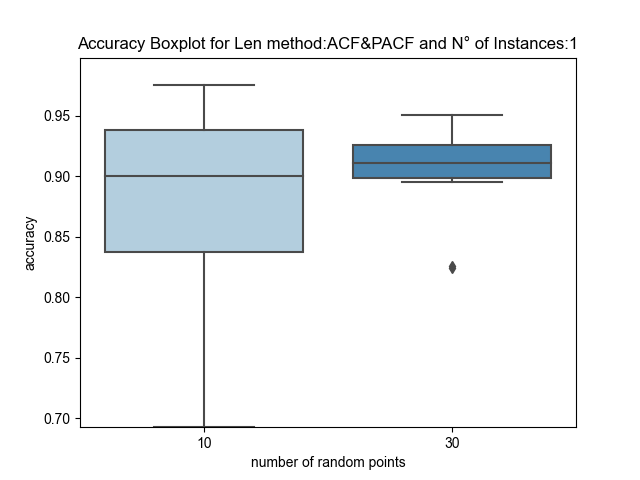 Accuracy Boxplot for Len method:ACF&PACF and N° of Instances:1
0.95
0.90
0.85
0.80
0.75
0.70
accuracy
10 30
number of random points